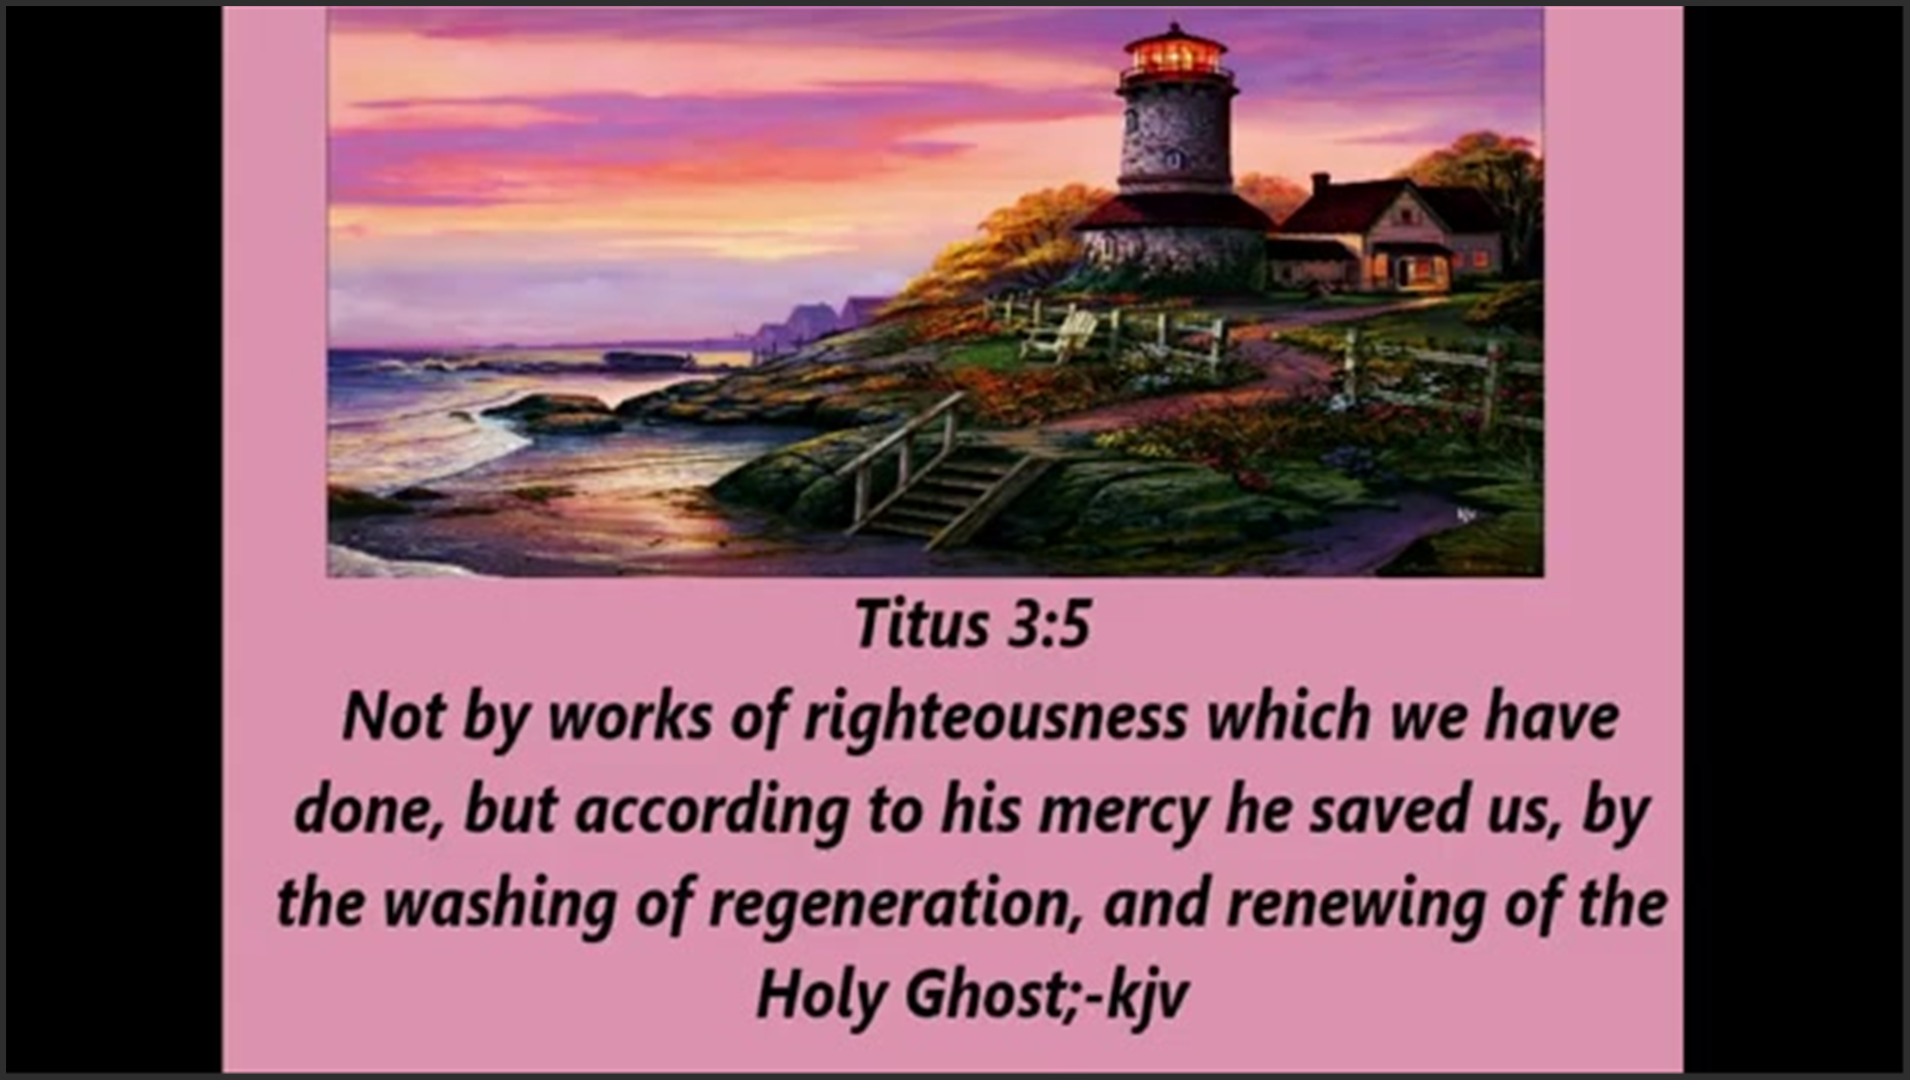 Titus 3:5
Not by works of righteousness which we have
done, but according to his mercy he saved us, by
the washing of regeneration, and renewing of the
Holy Ghost;-kjv